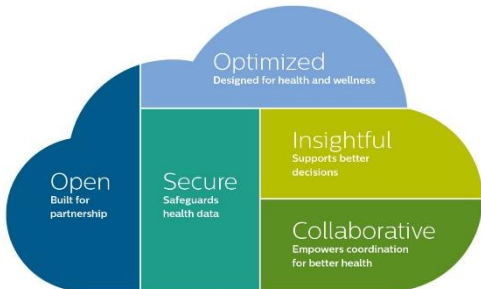 Optimized
Designed for health and wellness
Open
Built for
partnership
Secure
Safeguards
health data
Insightful
Supports better
decisions
Collaborative
Empowers coordination
for better health